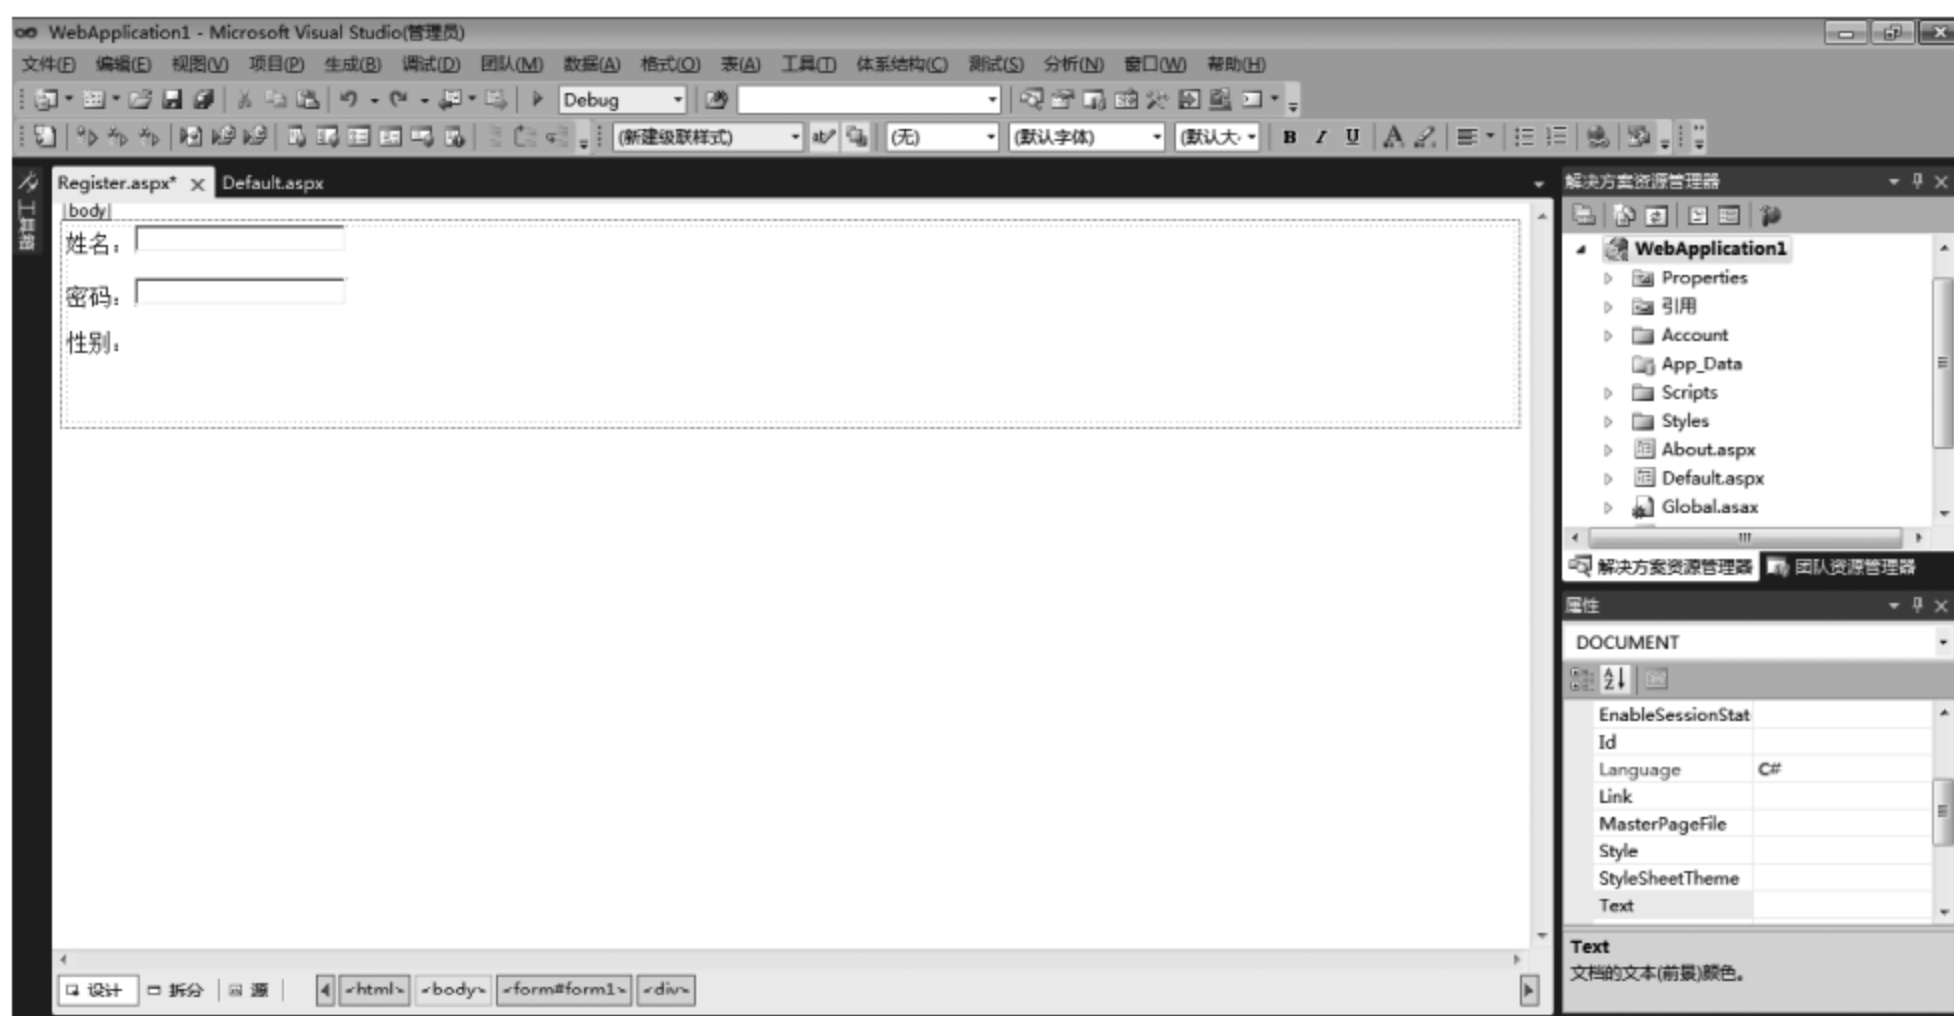 WebApplication1 - Microsoft Visual Studio(管理员)
文件(F) 编辑(E) 视图(V) 项目(P) 生成(B) 调试(D) 团队(M) 数据(A) 格式(O) 表(A) 工具(T) 体系结构(C) 测试(S) 分析(N) 窗口(W) 帮助(H)
Debug
(新建级联样式) (无) (默认字体) (默认大 B I U A
工具箱
Register.aspx* Default.aspx
body
姓名：
密码：
性别：
设计 拆分 源 <html> <body> <form#form1> <div>
解决方案资源管理器
WebApplication1
Properties
引用
Account
App_Data
Scripts
Styles
About.aspx
Default.aspx
Global.asax
解决方案资源管理器 团队资源管理器
属性
DOCUMENT
EnableSessionStat
Id
Language C#
Link
MasterPageFile
Style
StyleSheetTheme
Text
Text
文档的文本(前景)颜色。